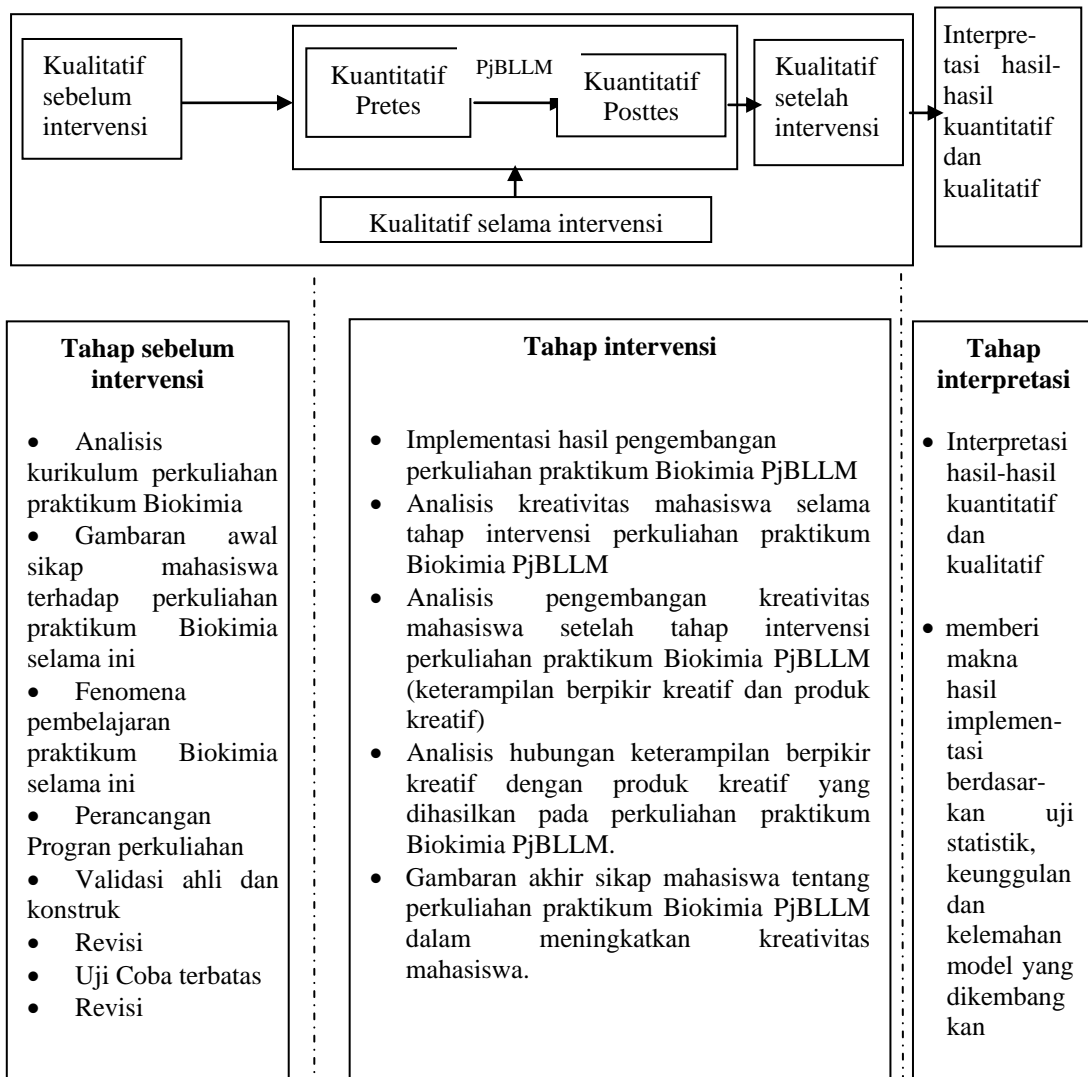 Kualitatif
sebelum
intervensi
Kuantitatif
Pretes
PjBLLM
Kuantitatif
Posttes
Kualitatif
setelah
intervensi
Interpre-
tasi hasil-
hasil
kuantitatif
dan
kualitatif
Kualitatif selama intervensi
Tahap sebelum
intervensi
• Analisis
kurikulum perkuliahan
praktikum Biokimia
• Gambaran awal
sikap mahasiswa
terhadap perkuliahan
praktikum Biokimia
selama ini
• Fenomena
pembelajaran
praktikum Biokimia
selama ini
• Perancangan
Progran perkuliahan
• Validasi ahli dan
konstruk
• Revisi
• Uji Coba terbatas
• Revisi
Tahap intervensi
• Implementasi hasil pengembangan
perkuliahan praktikum Biokimia PjBLLM
• Analisis kreativitas mahasiswa selama
tahap intervensi perkuliahan praktikum
Biokimia PjBLLM
• Analisis pengembangan kreativitas
mahasiswa setelah tahap intervensi
perkuliahan praktikum Biokimia PjBLLM
(keterampilan berpikir kreatif dan produk
kreatif)
• Analisis hubungan keterampilan berpikir
kreatif dengan produk kreatif yang
dihasilkan pada perkuliahan praktikum
Biokimia PjBLLM.
• Gambaran akhir sikap mahasiswa tentang
perkuliahan praktikum Biokimia PjBLLM
dalam meningkatkan kreativitas
mahasiswa.
Tahap
interpretasi
• Interpretasi
hasil-hasil
kuantitatif
dan
kualitatif
• memberi
makna
hasil
implemen-
tasi
berdasar-
kan uji
statistik,
keunggulan
dan
kelemahan
model yang
dikembang
kan